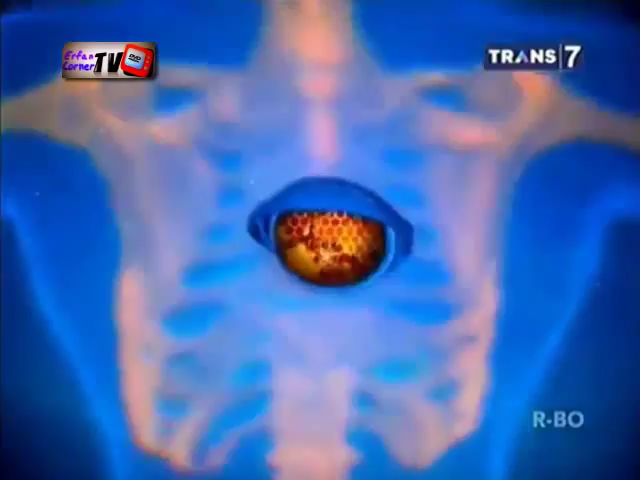 Erfan
Corner
TV
DVD
TRANS|7
R-BO